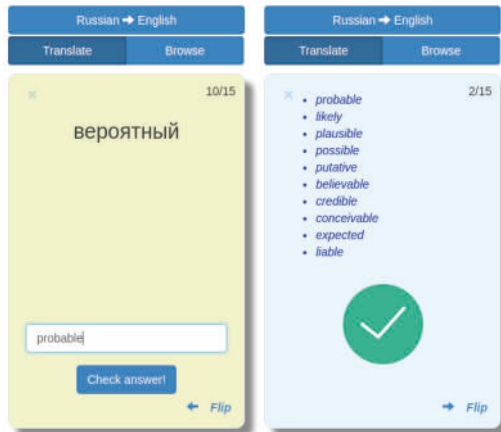 Russian ➜ English
Translate Browse
× 10/15
вероятный
probable
Check answer!
← Flip
Russian ➜ English
Translate Browse
× 2/15
• probable
• likely
• plausible
• possible
• putative
• believable
• credible
• conceivable
• expected
• liable
→ Flip